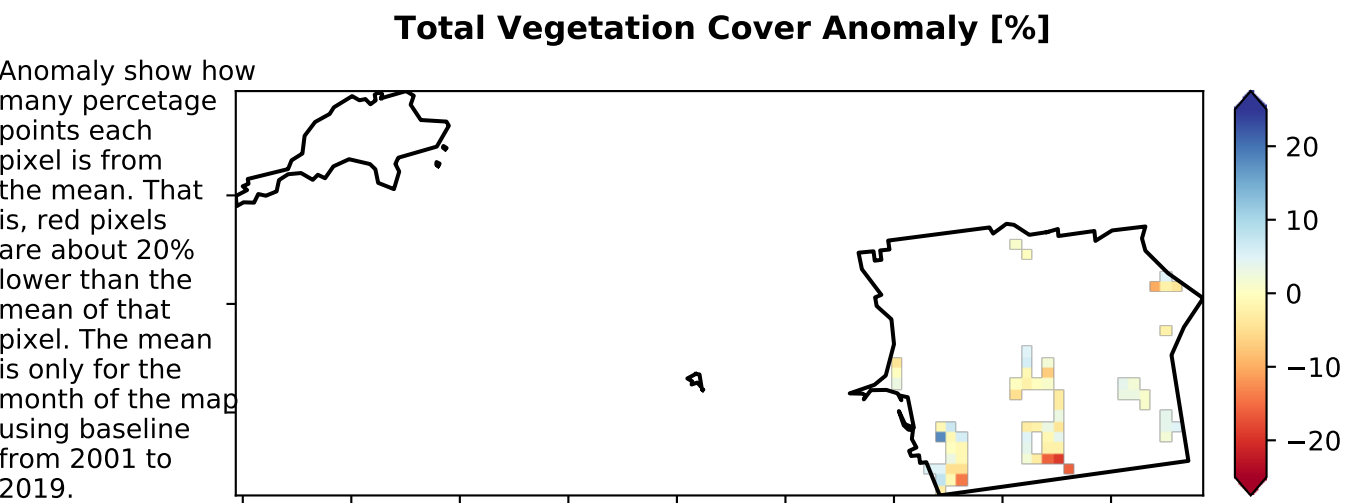 Total Vegetation Cover Anomaly [%]
Anomaly show how
many percetage
points each
pixel is from
the mean. That
is, red pixels
are about 20%
lower than the
mean of that
pixel. The mean
is only for the
month of the map
using baseline
from 2001 to
2019.
20
10
0
−10
−20